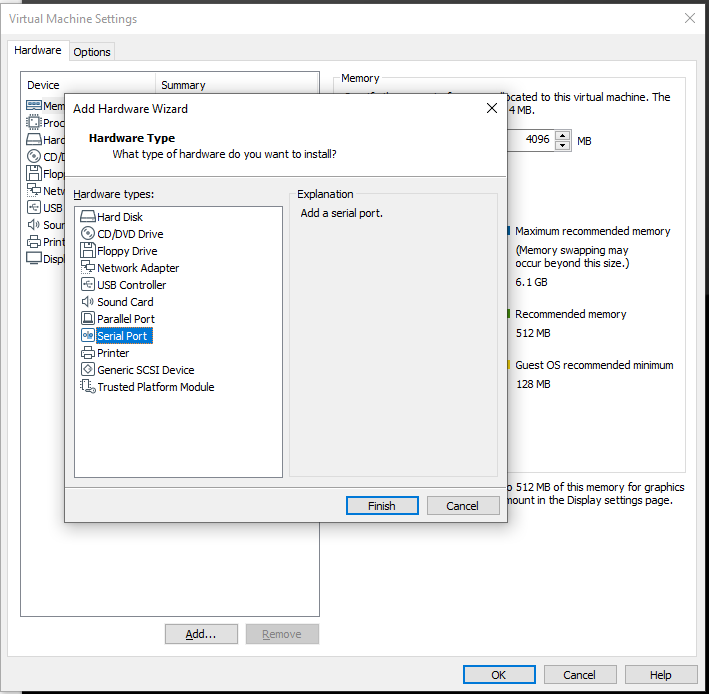 Virtual Machine Settings
Hardware
Options
Device
Summary
Memory
Add Hardware Wizard
Hardware Type
What type of hardware do you want to install?
located to this virtual machine. The
4 MB.
4096
MB
Hardware types:
Hard Disk
CD/DVD Drive
Floppy Drive
Network Adapter
USB Controller
Sound Card
Parallel Port
Serial Port
Printer
Generic SCSI Device
Trusted Platform Module
Explanation
Add a serial port.
Mem
Proc
Hard
CD/D
Flop
Netw
USB
Soun
Print
Displ
Maximum recommended memory
(Memory swapping may
occur beyond this size.)
6.1 GB
Recommended memory
512 MB
Guest OS recommended minimum
128 MB
o 512 MB of this memory for graphics
mount in the Display settings page.
Finish
Cancel
Add...
Remove
OK
Cancel
Help